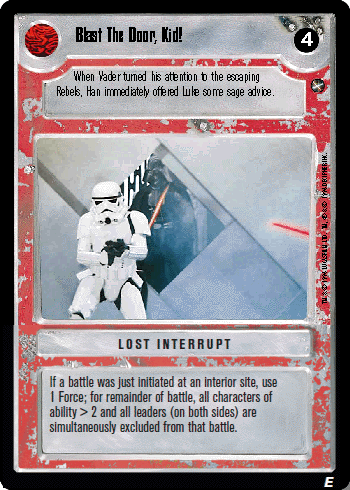 Blast The Door, Kid!
4
When Vader turned his attention to the escaping
Rebels, Han immediately offered Luke some sage advice.
LOST INTERRUPT
If a battle was just initiated at an interior site, use
1 Force; for remainder of battle, all characters of
ability > 2 and all leaders (on both sides) are
simultaneously excluded from that battle.
E